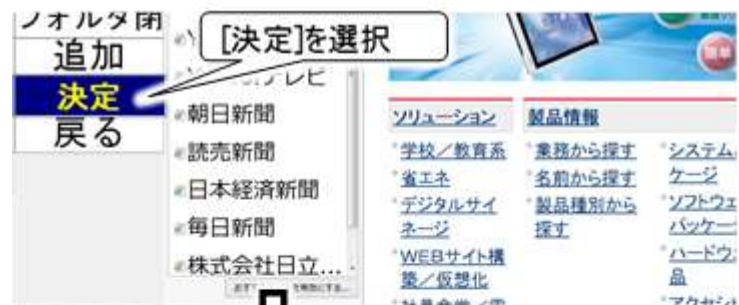 フォルダ閉
追加
決定
戻る
[決定]を選択
テレビ
朝日新聞
読売新聞
日本経済新聞
毎日新聞
株式会社日立...
簡単
ソリューション
学校／教育系
省エネ
デジタルサイ
ネージ
WEBサイト構
築／仮想化
製品情報
業務から探す
名前から探す
製品種別から
探す
システム
ケージ
ソフトウェ
パッケー
ハードウ
品